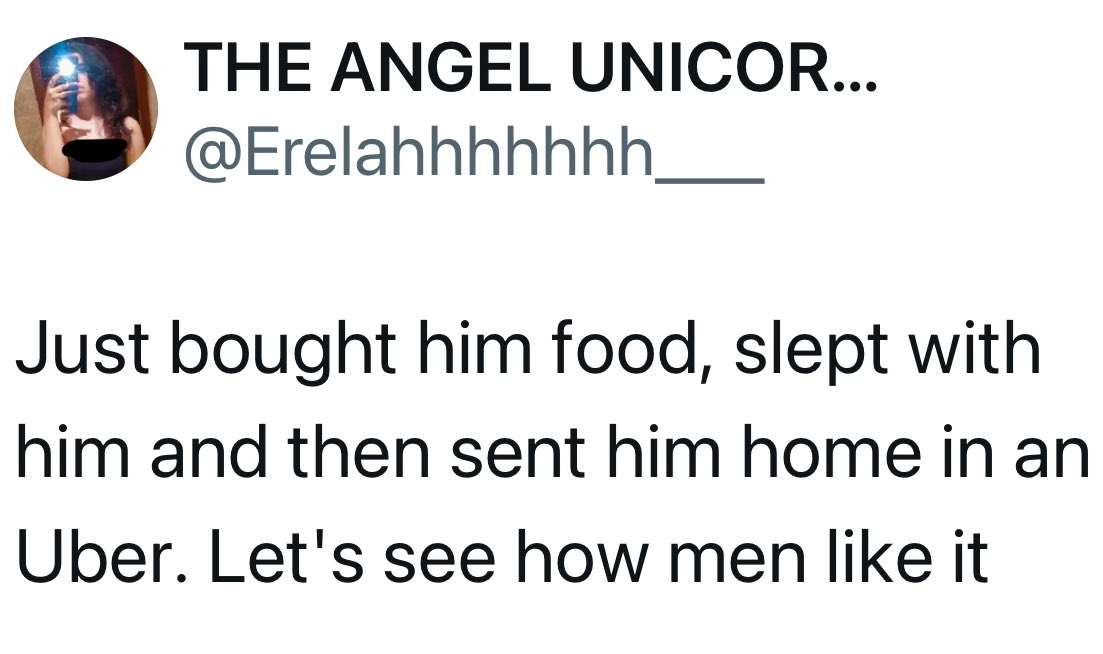 THE ANGEL UNICOR...
@Erelahhhhhhhh____
Just bought him food, slept with
him and then sent him home in an
Uber. Let's see how men like it